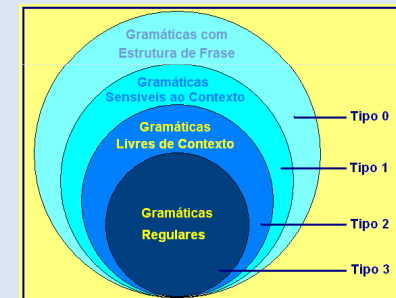 Gramáticas com
Estrutura de Frase
Gramáticas
Sensíveis ao Contexto
Gramáticas
Livres de Contexto
Gramáticas
Regulares
Tipo 0
Tipo 1
Tipo 2
Tipo 3